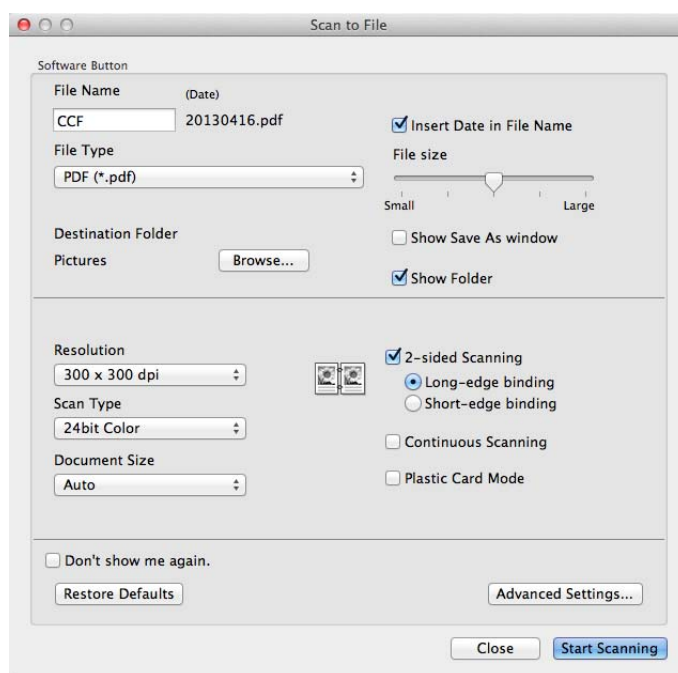 Scan to File
Software Button
File Name (Date)
CCF 20130416.pdf
Insert Date in File Name
File Type
File size
PDF (*.pdf)
Small Large
Destination Folder
Show Save As window
Pictures Browse...
Show Folder
Resolution
2-sided Scanning
300 x 300 dpi
Long-edge binding
Scan Type
Short-edge binding
24bit Color
Continuous Scanning
Document Size
Auto
Plastic Card Mode
Don't show me again.
Restore Defaults Advanced Settings...
Close Start Scanning